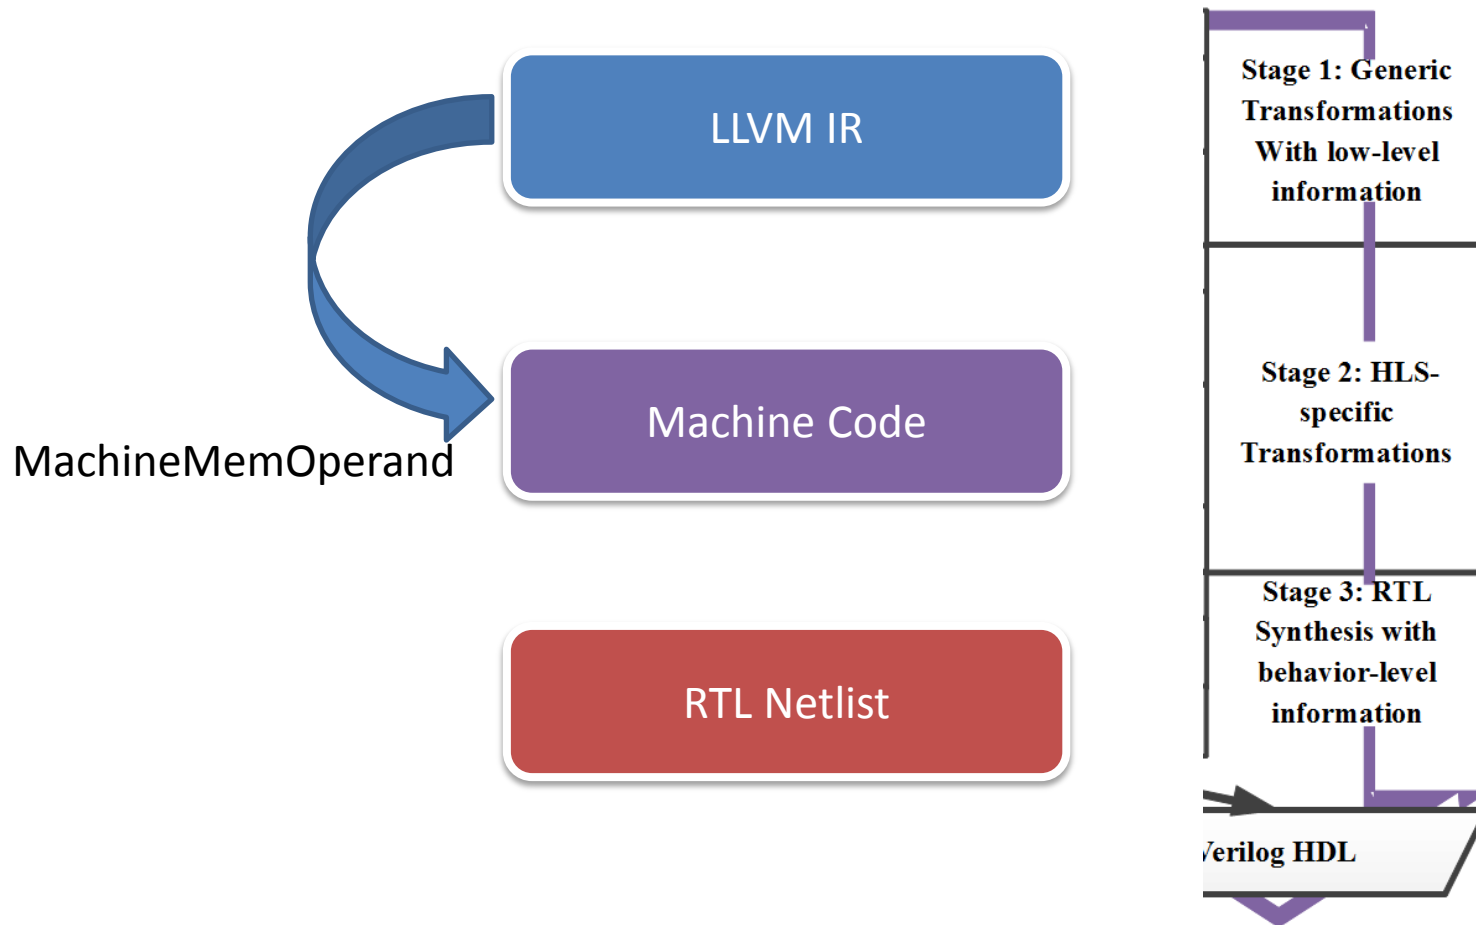 LLVM IR
Machine Code
MachineMemOperand
RTL Netlist
Stage 1: Generic
Transformations
With low-level
information
Stage 2: HLS-
specific
Transformations
Stage 3: RTL
Synthesis with
behavior-level
information
Verilog HDL